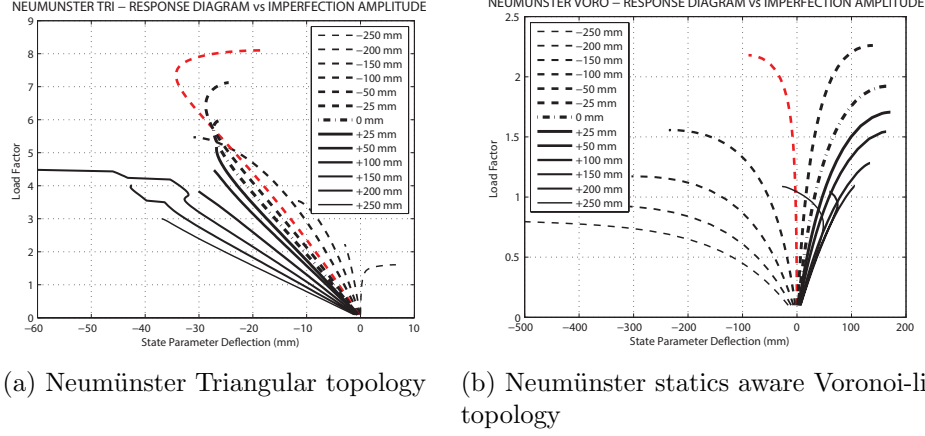 NEUMUNSTER TRI – RESPONSE DIAGRAM vs IMPERFECTION AMPLITUDE
9
8
7
6
5
4
3
2
1
0
Load Factor
−60
−50
−40
−30
−20
−10
0
10
State Parameter Deflection (mm)
−250 mm
−200 mm
−150 mm
−100 mm
−50 mm
−25 mm
0 mm
+25 mm
+50 mm
+100 mm
+150 mm
+200 mm
+250 mm
(a) Neumünster Triangular topology
NEUMUNSTER VORO – RESPONSE DIAGRAM vs IMPERFECTION AMPLITUDE
2.5
2
1.5
1
0.5
0
Load Factor
−500
−400
−300
−200
−100
0
100
200
State Parameter Deflection (mm)
−250 mm
−200 mm
−150 mm
−100 mm
−50 mm
−25 mm
0 mm
+25 mm
+50 mm
+100 mm
+150 mm
+200 mm
+250 mm
(b) Neumünster statics aware Voronoi-li
topology